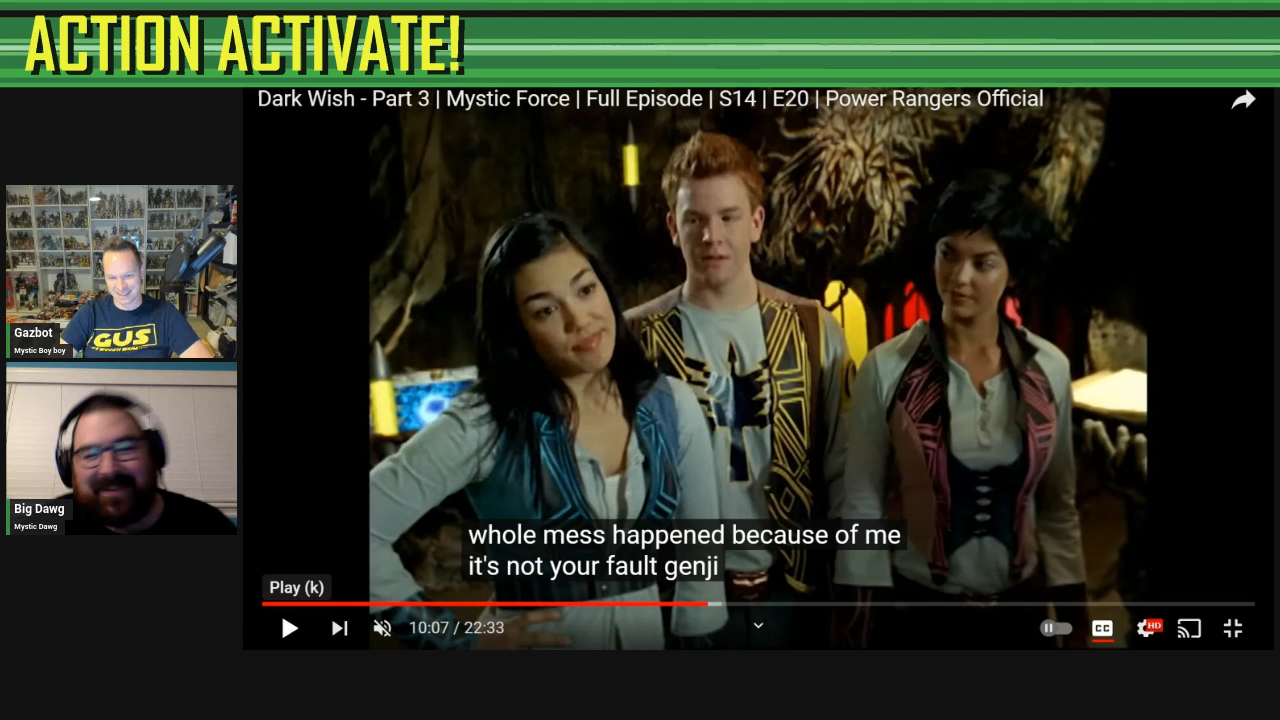 ACTION ACTIVATE!
Dark Wish - Part 3 | Mystic Force | Full Episode | S14 | E20 | Power Rangers Official
GUS
Gazbot
Mystic Boy boy
Big Dawg
Mystic Dawg
whole mess happened because of me
it's not your fault genji
Play (k)
10:07 / 22:33
CC
HD